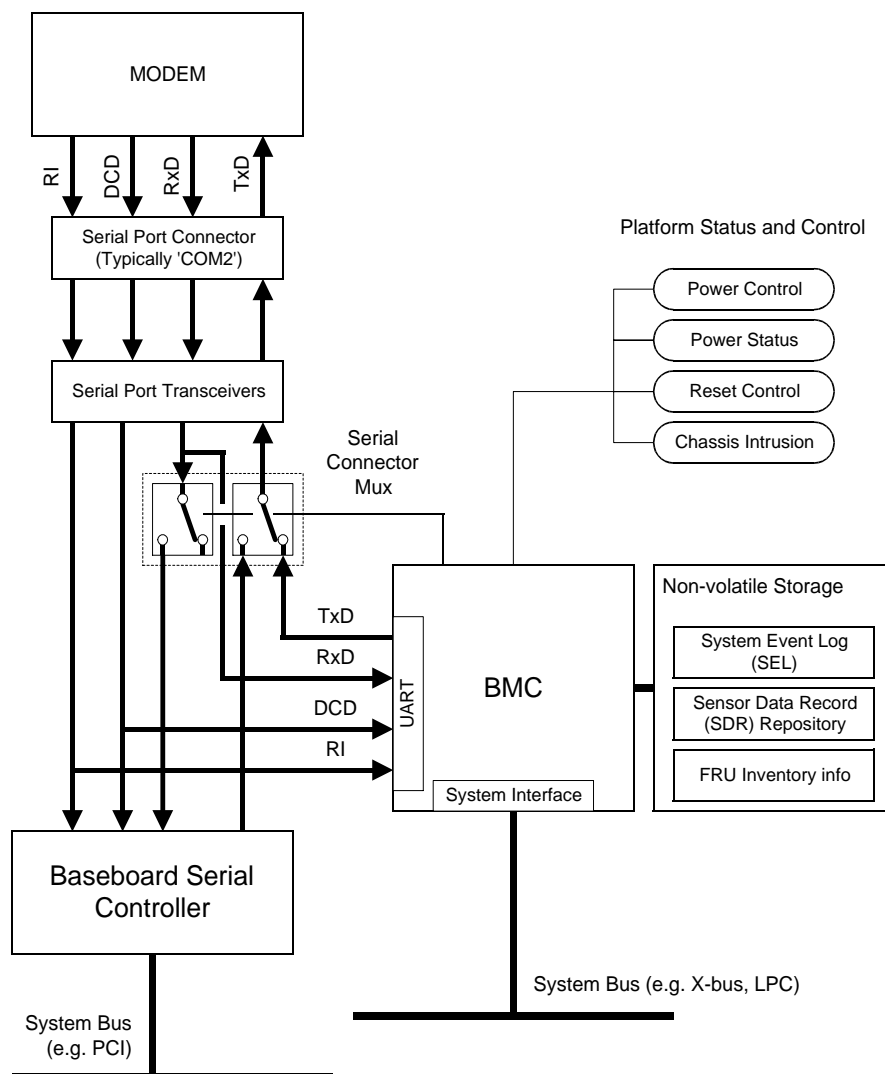 MODEM
RI
DCD
RxD
TxD
Serial Port Connector
(Typically 'COM2')
Platform Status and Control
Power Control
Power Status
Reset Control
Chassis Intrusion
Serial Port Transceivers
Serial
Connector
Mux
TxD
RxD
DCD
RI
UART
BMC
System Interface
Non-volatile Storage
System Event Log
(SEL)
Sensor Data Record
(SDR) Repository
FRU Inventory info
Baseboard Serial
Controller
System Bus (e.g. X-bus, LPC)
System Bus
(e.g. PCI)